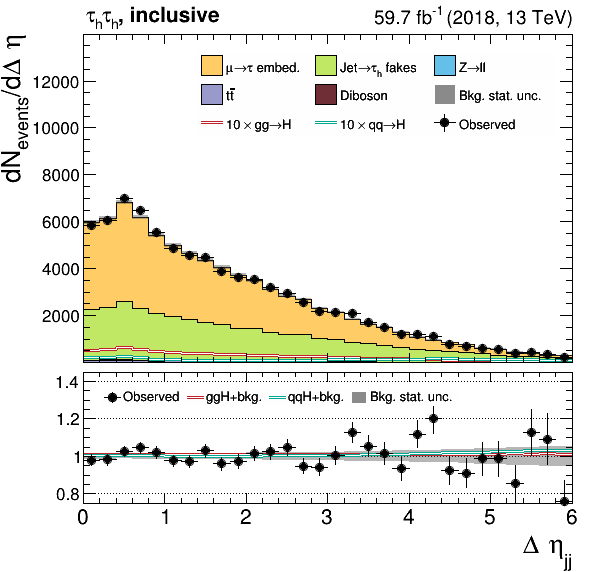 τhτh, inclusive 59.7 fb-1 (2018, 13 TeV)
dNevents/dΔ η
12000
10000
8000
6000
4000
2000
μ→τ embed. Jet→τh fakes Z→ll
tt̄ Diboson Bkg. stat. unc.
10 × gg→H 10 × qq→H Observed
1.4
1.2
1
0.8
Observed ggH+bkg. qqH+bkg. Bkg. stat. unc.
0 1 2 3 4 5 6
Δ ηjj